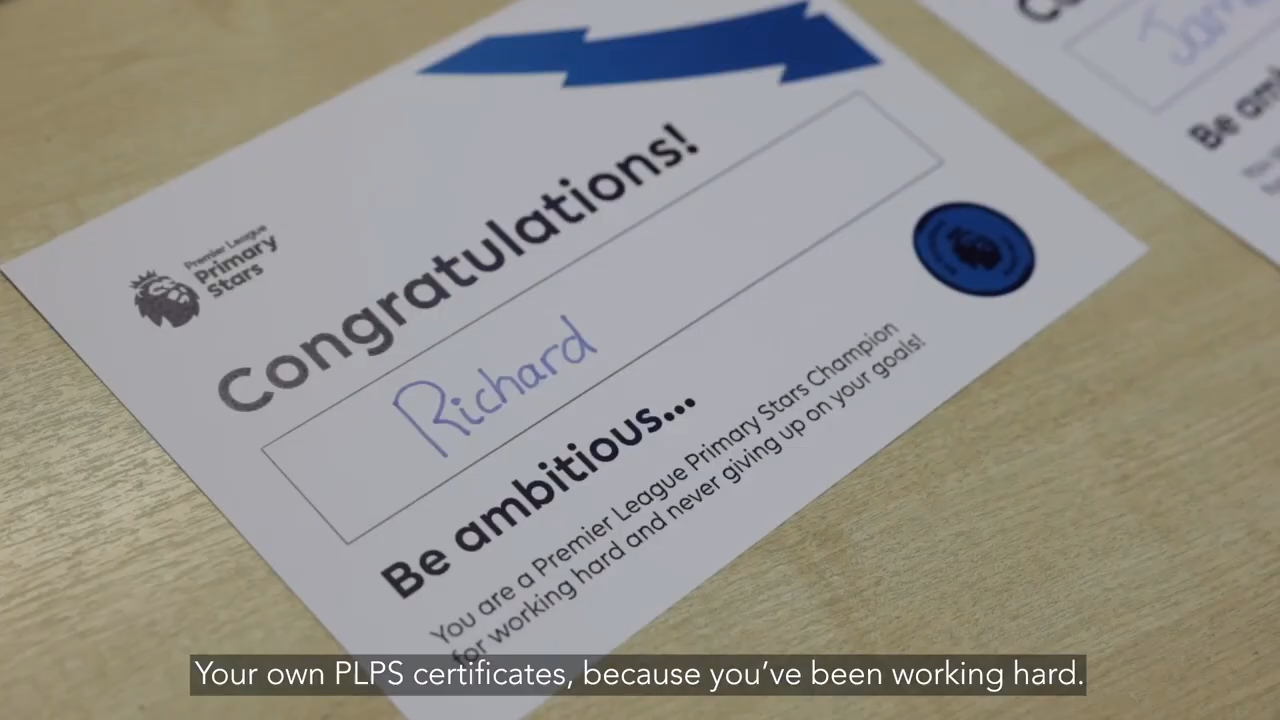 Premier League
Primary
Stars
Congratulations!
Richard
Be ambitious...
You are a Premier League Primary Stars Champion
for working hard and never giving up on your goals!
Be
Your own PLPS certificates, because you've been working hard.